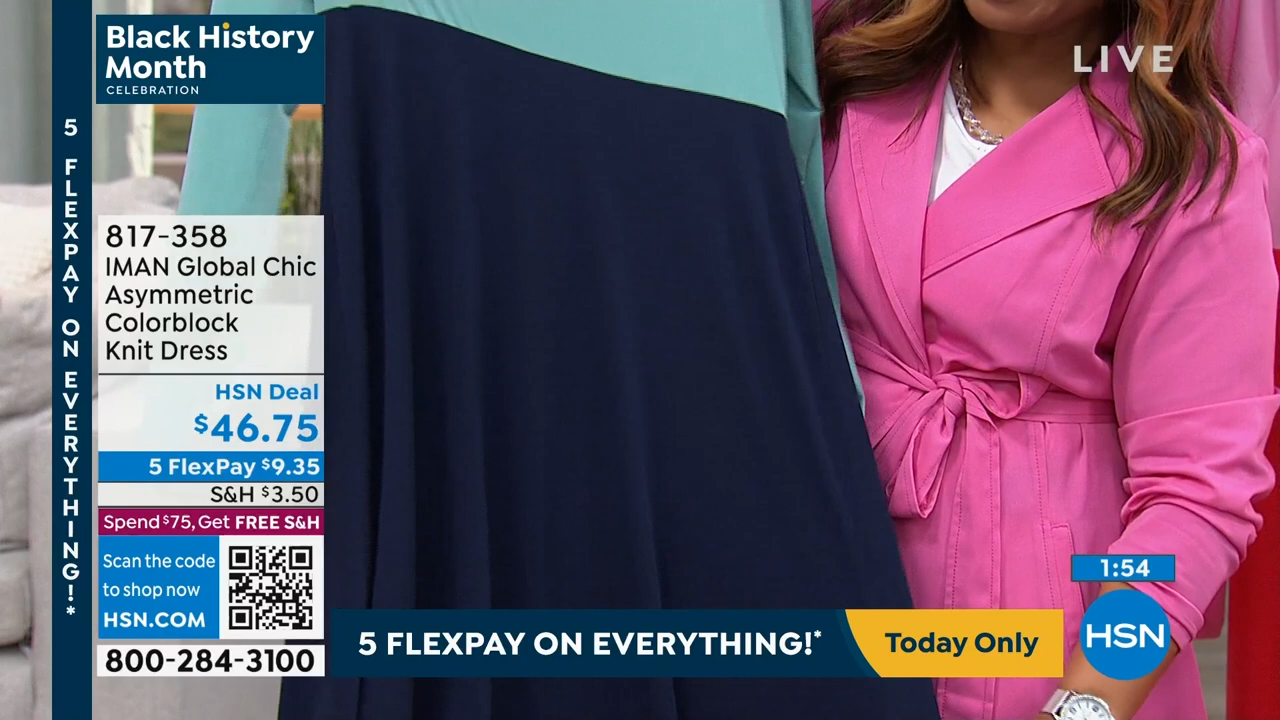 Black History
Month
CELEBRATION
LIVE
5 FLEXPAY ON EVERYTHING!*
817-358
IMAN Global Chic
Asymmetric
Colorblock
Knit Dress
HSN Deal
$46.75
5 FlexPay $9.35
S&H $3.50
Spend $75, Get FREE S&H
Scan the code
to shop now
HSN.COM
800-284-3100
5 FLEXPAY ON EVERYTHING!*
Today Only
1:54
HSN